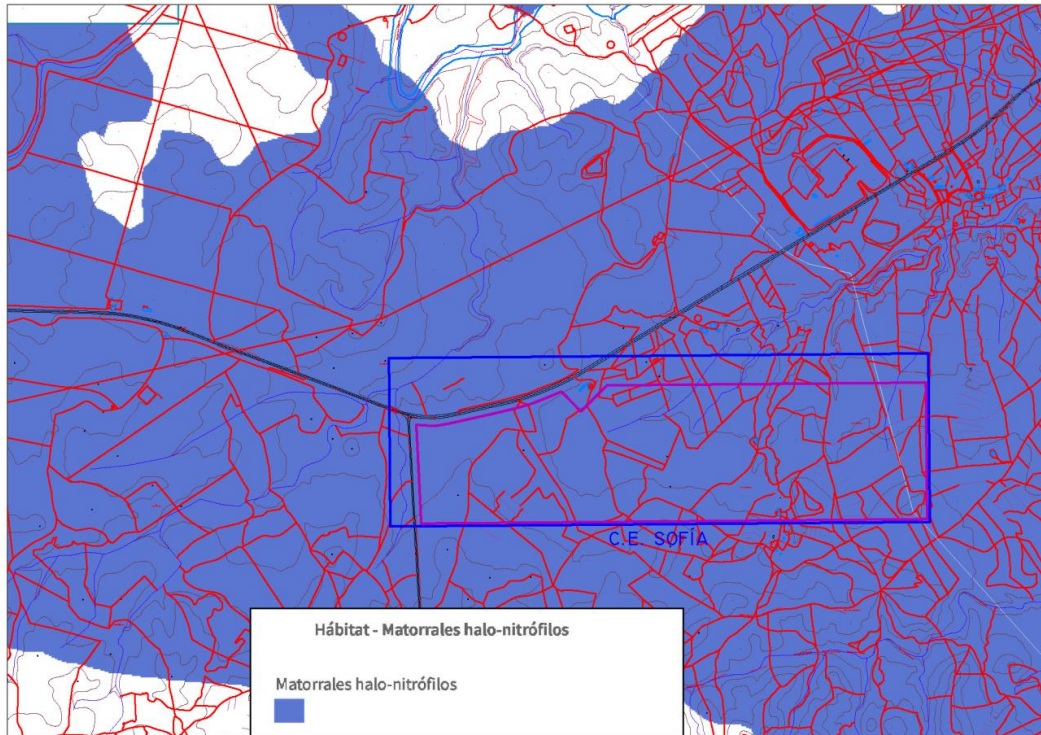 C.E. SOFÍA
Hábitat - Matorrales halo-nitrófilos
Matorrales halo-nitrófilos